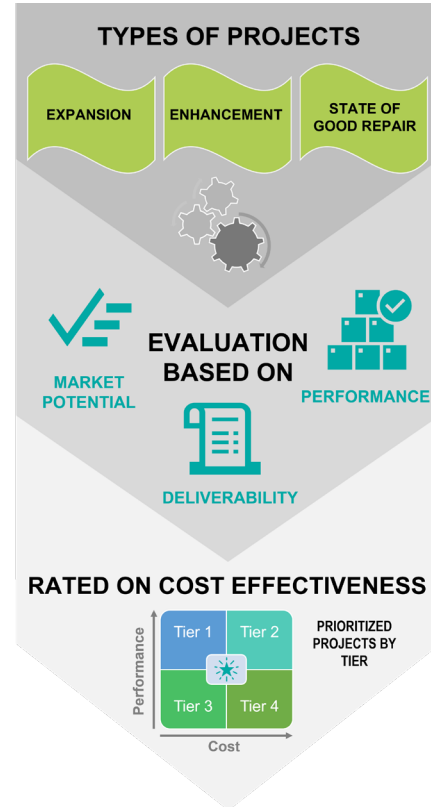 TYPES OF PROJECTS
EXPANSION
ENHANCEMENT
STATE OF
GOOD REPAIR
EVALUATION
BASED ON
MARKET
POTENTIAL
PERFORMANCE
DELIVERABILITY
RATED ON COST EFFECTIVENESS
Performance
Tier 1
Tier 2
Tier 3
Tier 4
Cost
PRIORITIZED
PROJECTS BY
TIER